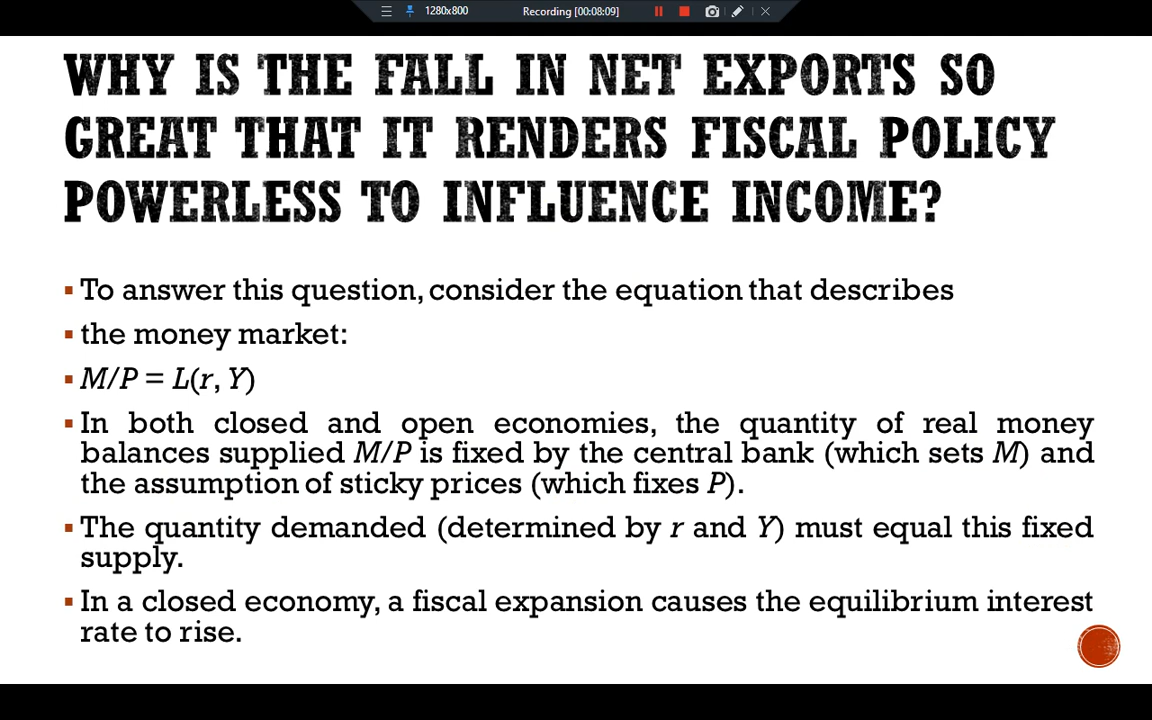 1280x800 Recording [00:08:09]
WHY IS THE FALL IN NET EXPORTS SO
GREAT THAT IT RENDERS FISCAL POLICY
POWERLESS TO INFLUENCE INCOME?
▪ To answer this question, consider the equation that describes
▪ the money market:
▪ M/P = L(r, Y)
▪ In both closed and open economies, the quantity of real money
balances supplied M/P is fixed by the central bank (which sets M) and
the assumption of sticky prices (which fixes P).
▪ The quantity demanded (determined by r and Y) must equal this fixed
supply.
▪ In a closed economy, a fiscal expansion causes the equilibrium interest
rate to rise.